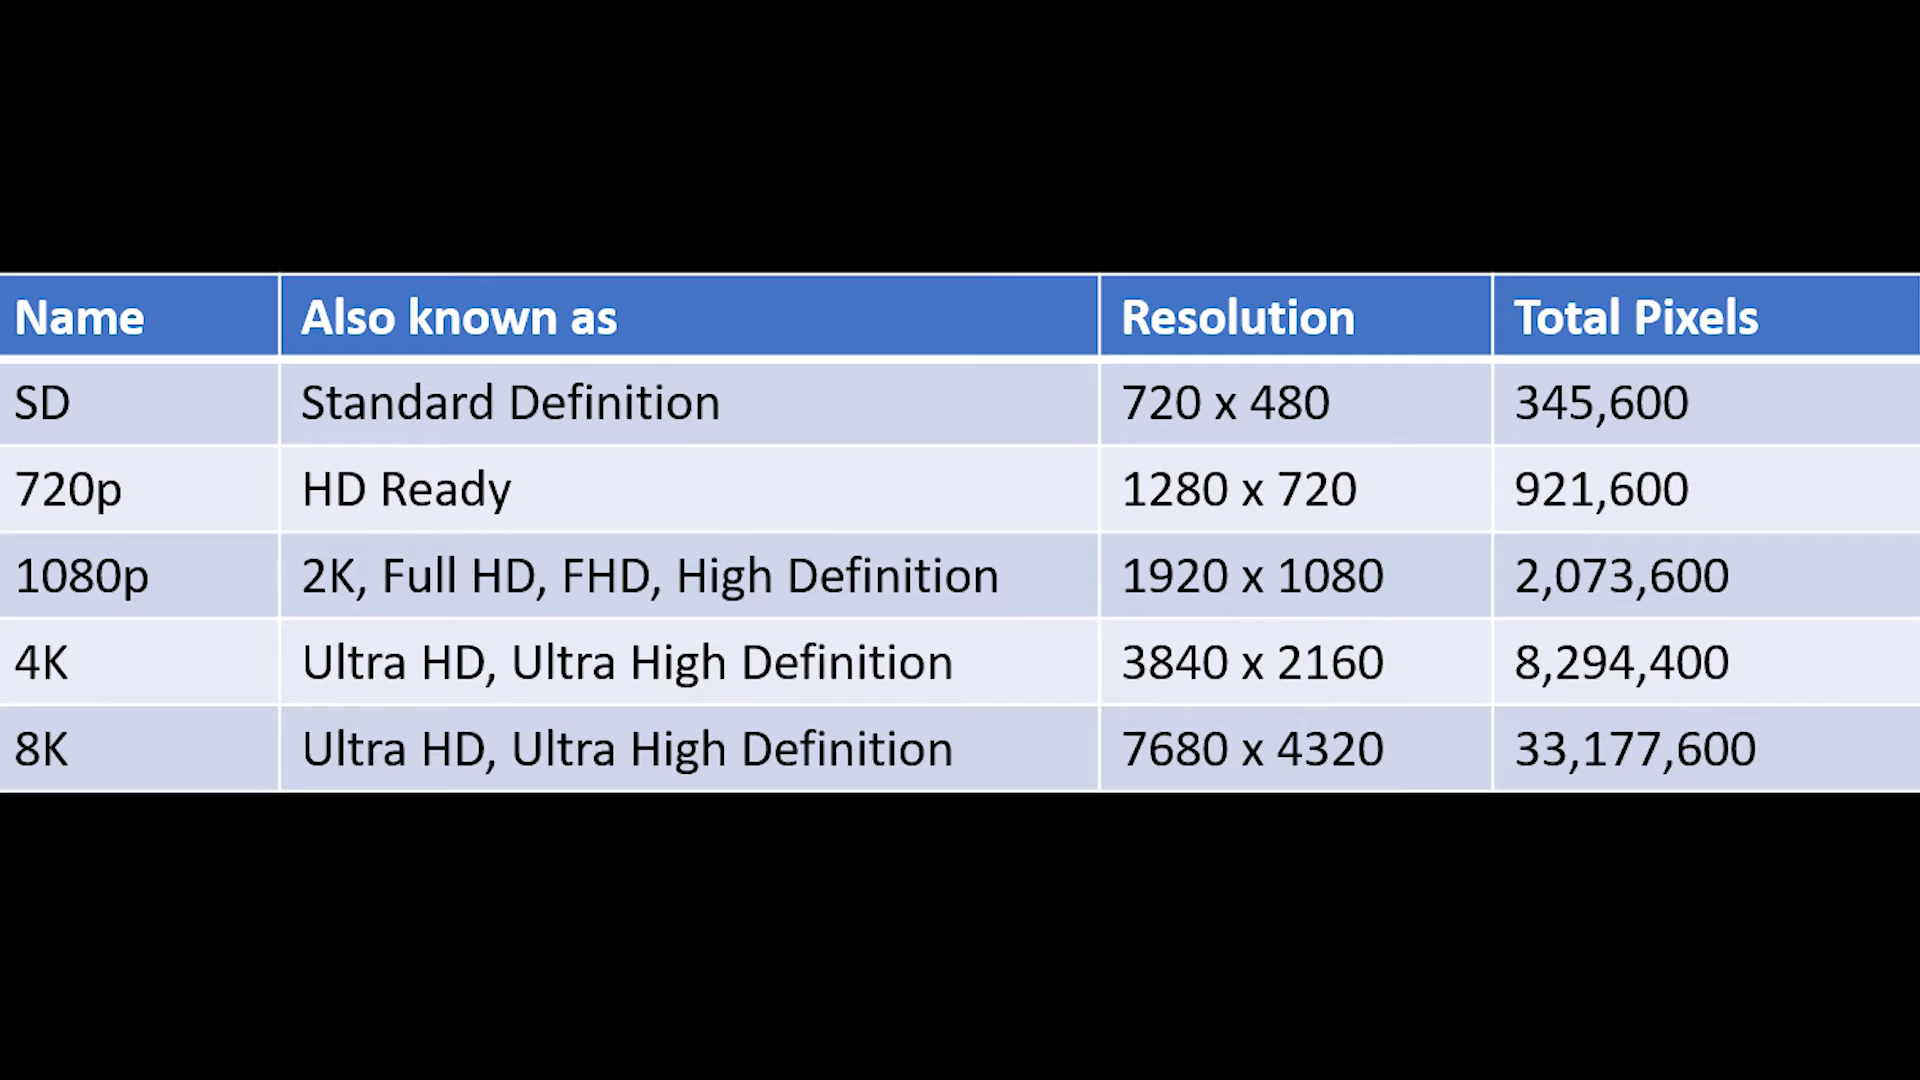 Name Also known as Resolution Total Pixels
SD Standard Definition 720 x 480 345,600
720p HD Ready 1280 x 720 921,600
1080p 2K, Full HD, FHD, High Definition 1920 x 1080 2,073,600
4K Ultra HD, Ultra High Definition 3840 x 2160 8,294,400
8K Ultra HD, Ultra High Definition 7680 x 4320 33,177,600